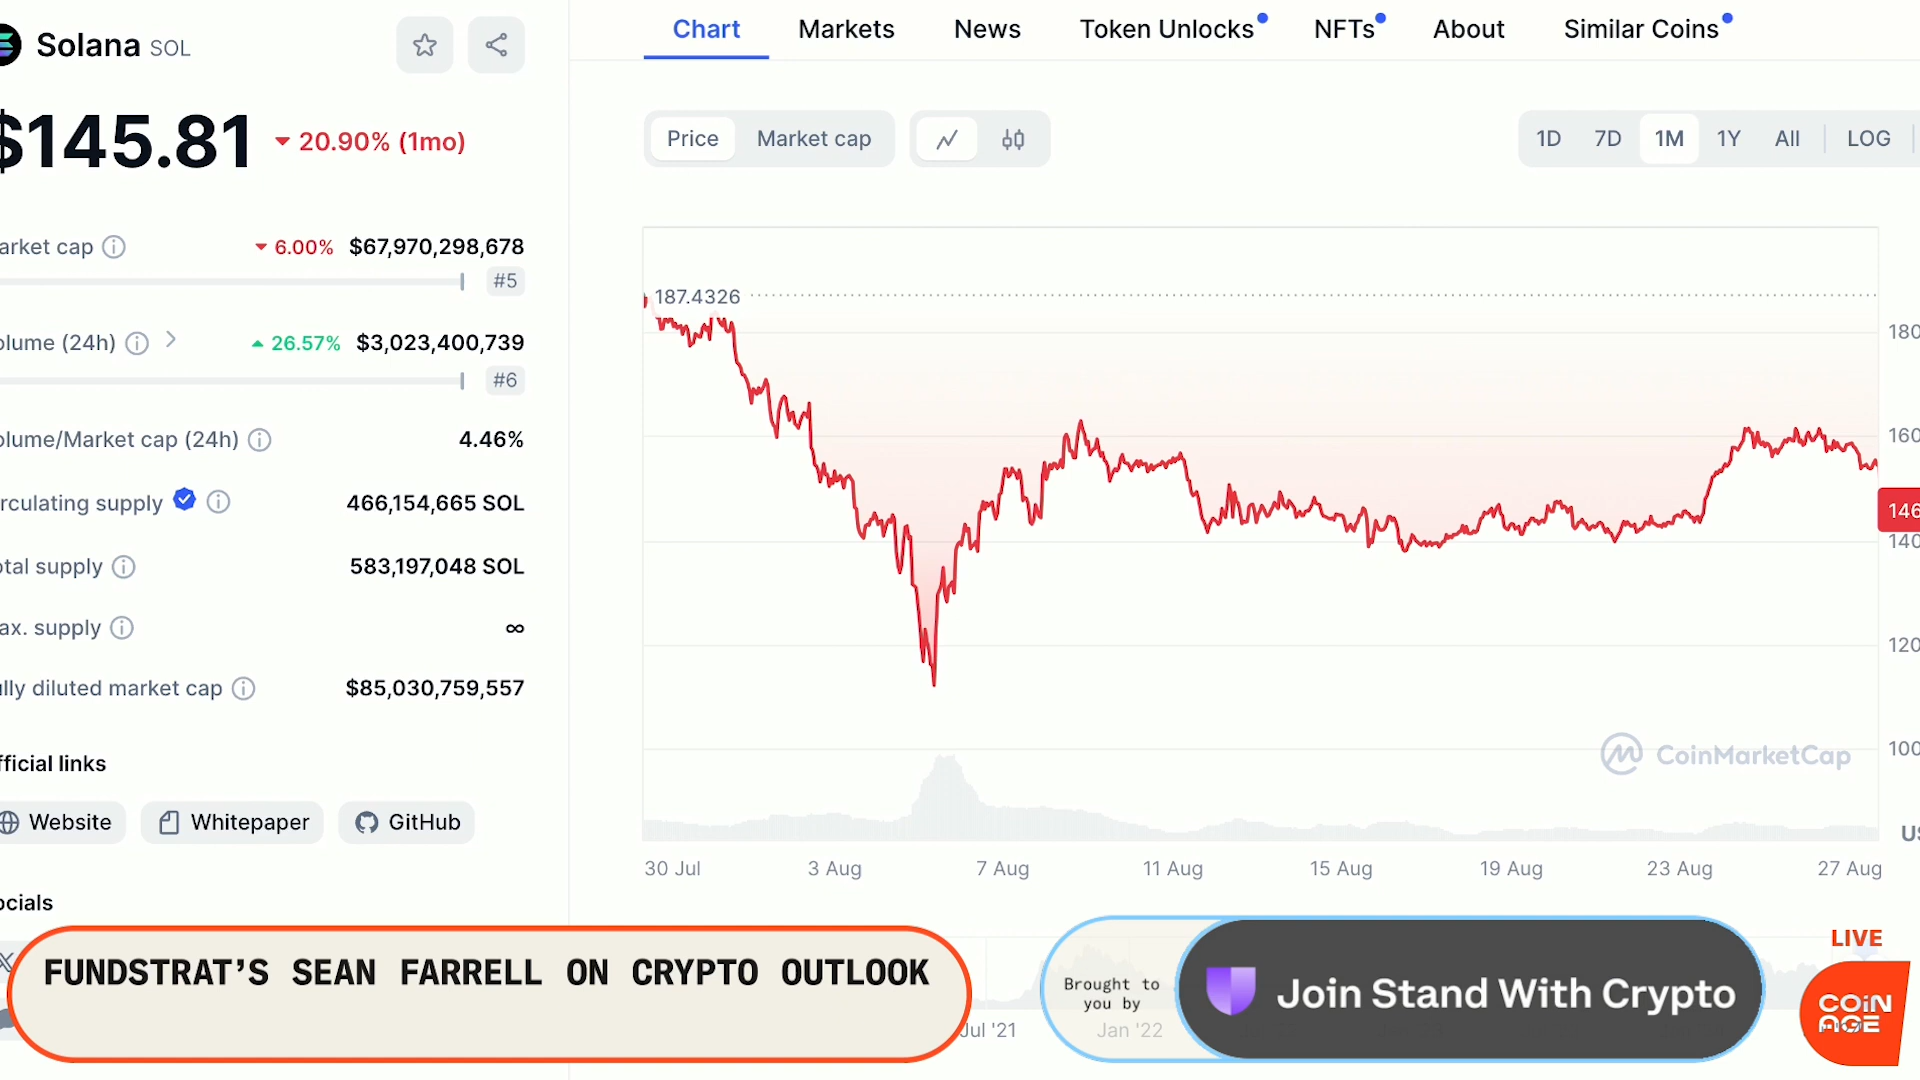 Solana SOL
$145.81 20.90% (1mo)
arket cap 6.00% $67,970,298,678
#5
olume (24h) 26.57% $3,023,400,739
#6
olume/Market cap (24h) 4.46%
rculating supply 466,154,665 SOL
otal supply 583,197,048 SOL
ax. supply ∞
lly diluted market cap $85,030,759,557
fficial links
Website Whitepaper GitHub
ocials
Chart Markets News Token Unlocks NFTs About Similar Coins
Price Market cap
1D 7D 1M 1Y All LOG
187.4326
180
160
146
140
120
100
CoinMarketCap
US
30 Jul 3 Aug 7 Aug 11 Aug 15 Aug 19 Aug 23 Aug 27 Aug
FUNDSTRAT'S SEAN FARRELL ON CRYPTO OUTLOOK
Jul '21 Jan '22
Brought to
you by
Join Stand With Crypto
LIVE
COIN
AGE